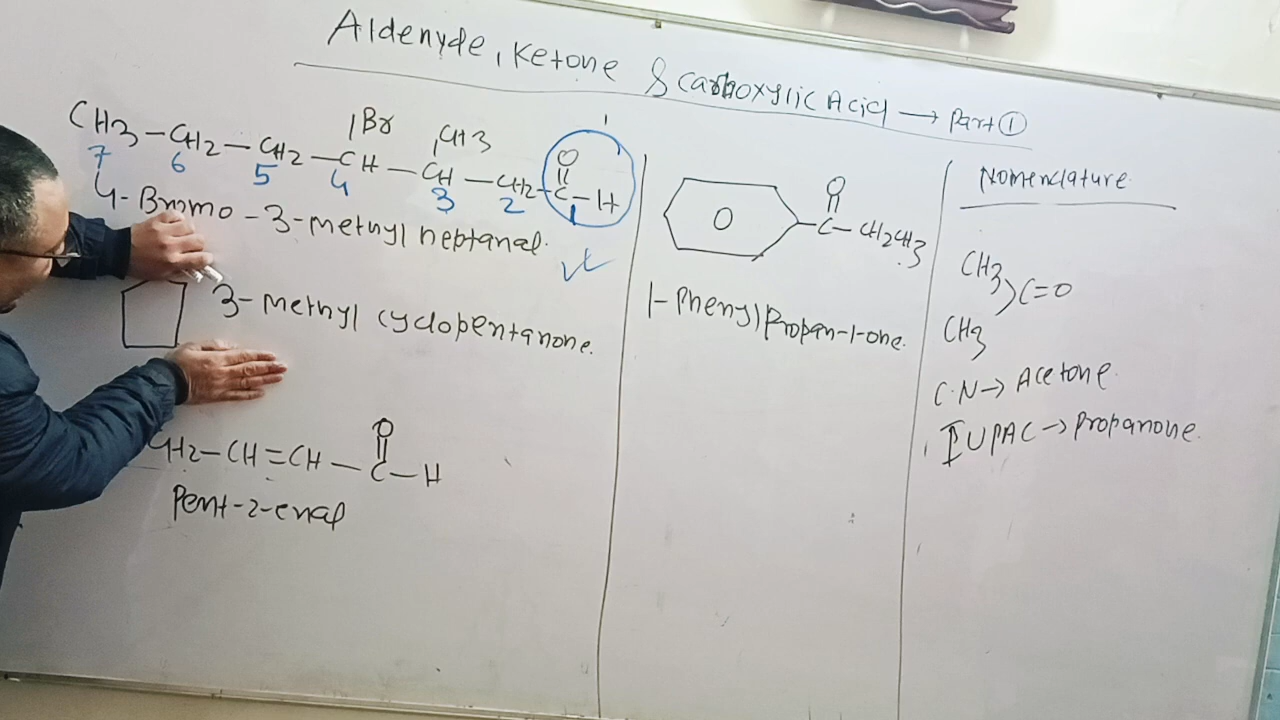 Aldehyde, Ketone & Carboxylic Acid → Part ①
CH3-CH2-CH2-CH-CH-CH2-C-H
Br CH3 O
7 6 5 4 3 2 1
4-Bromo-3-methyl heptanal.
3-methyl cyclopentanone.
CH2-CH=CH-C-H
O
Pent-2-enal
O
C-CH2CH3
1-Phenyl Propan-1-one.
Nomenclature
CH3
C=O
CH3
C.N→ Acetone
IUPAC→Propanone